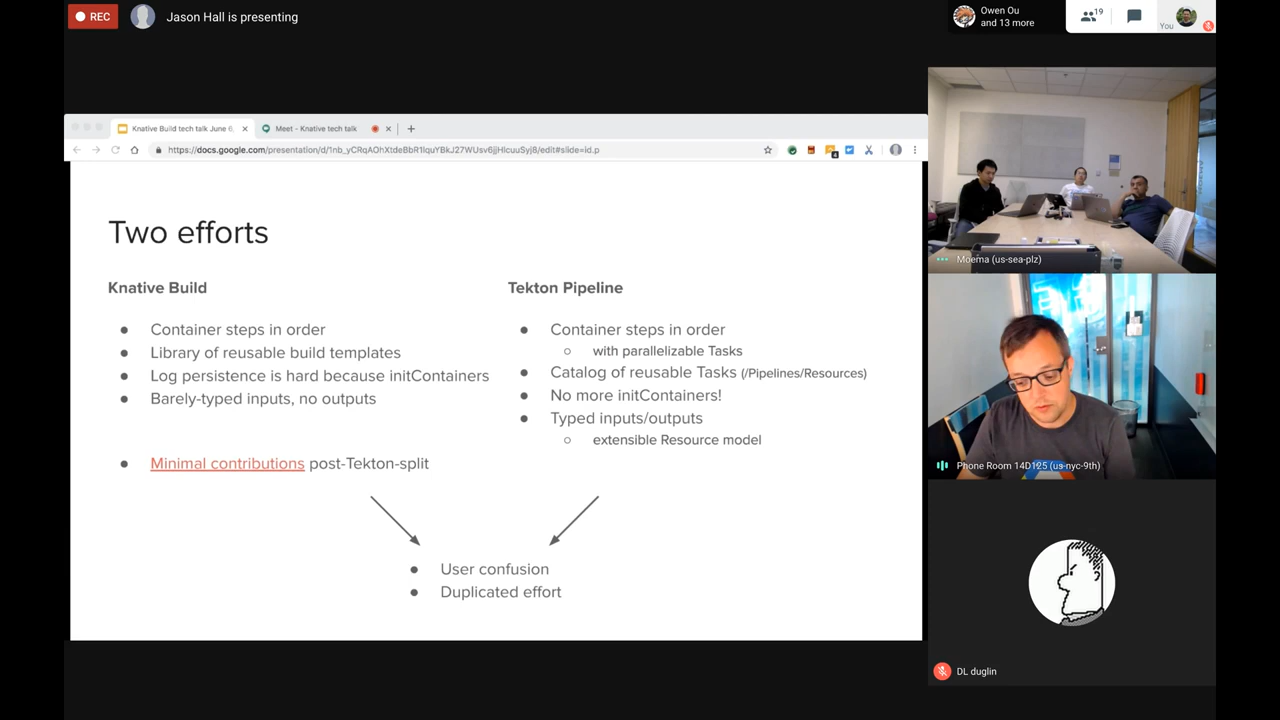 REC
Jason Hall is presenting
Owen Ou
and 13 more
19
You
Knative Build tech talk June 6,
Meet - Knative tech talk
Two efforts
Knative Build
Container steps in order
Library of reusable build templates
Log persistence is hard because initContainers
Barely-typed inputs, no outputs
Minimal contributions post-Tekton-split
Tekton Pipeline
Container steps in order
with parallelizable Tasks
Catalog of reusable Tasks (/Pipelines/Resources)
No more initContainers!
Typed inputs/outputs
extensible Resource model
User confusion
Duplicated effort
Moema (us-sea-plz)
Phone Room 14D125 (us-nyc-9th)
DL duglin